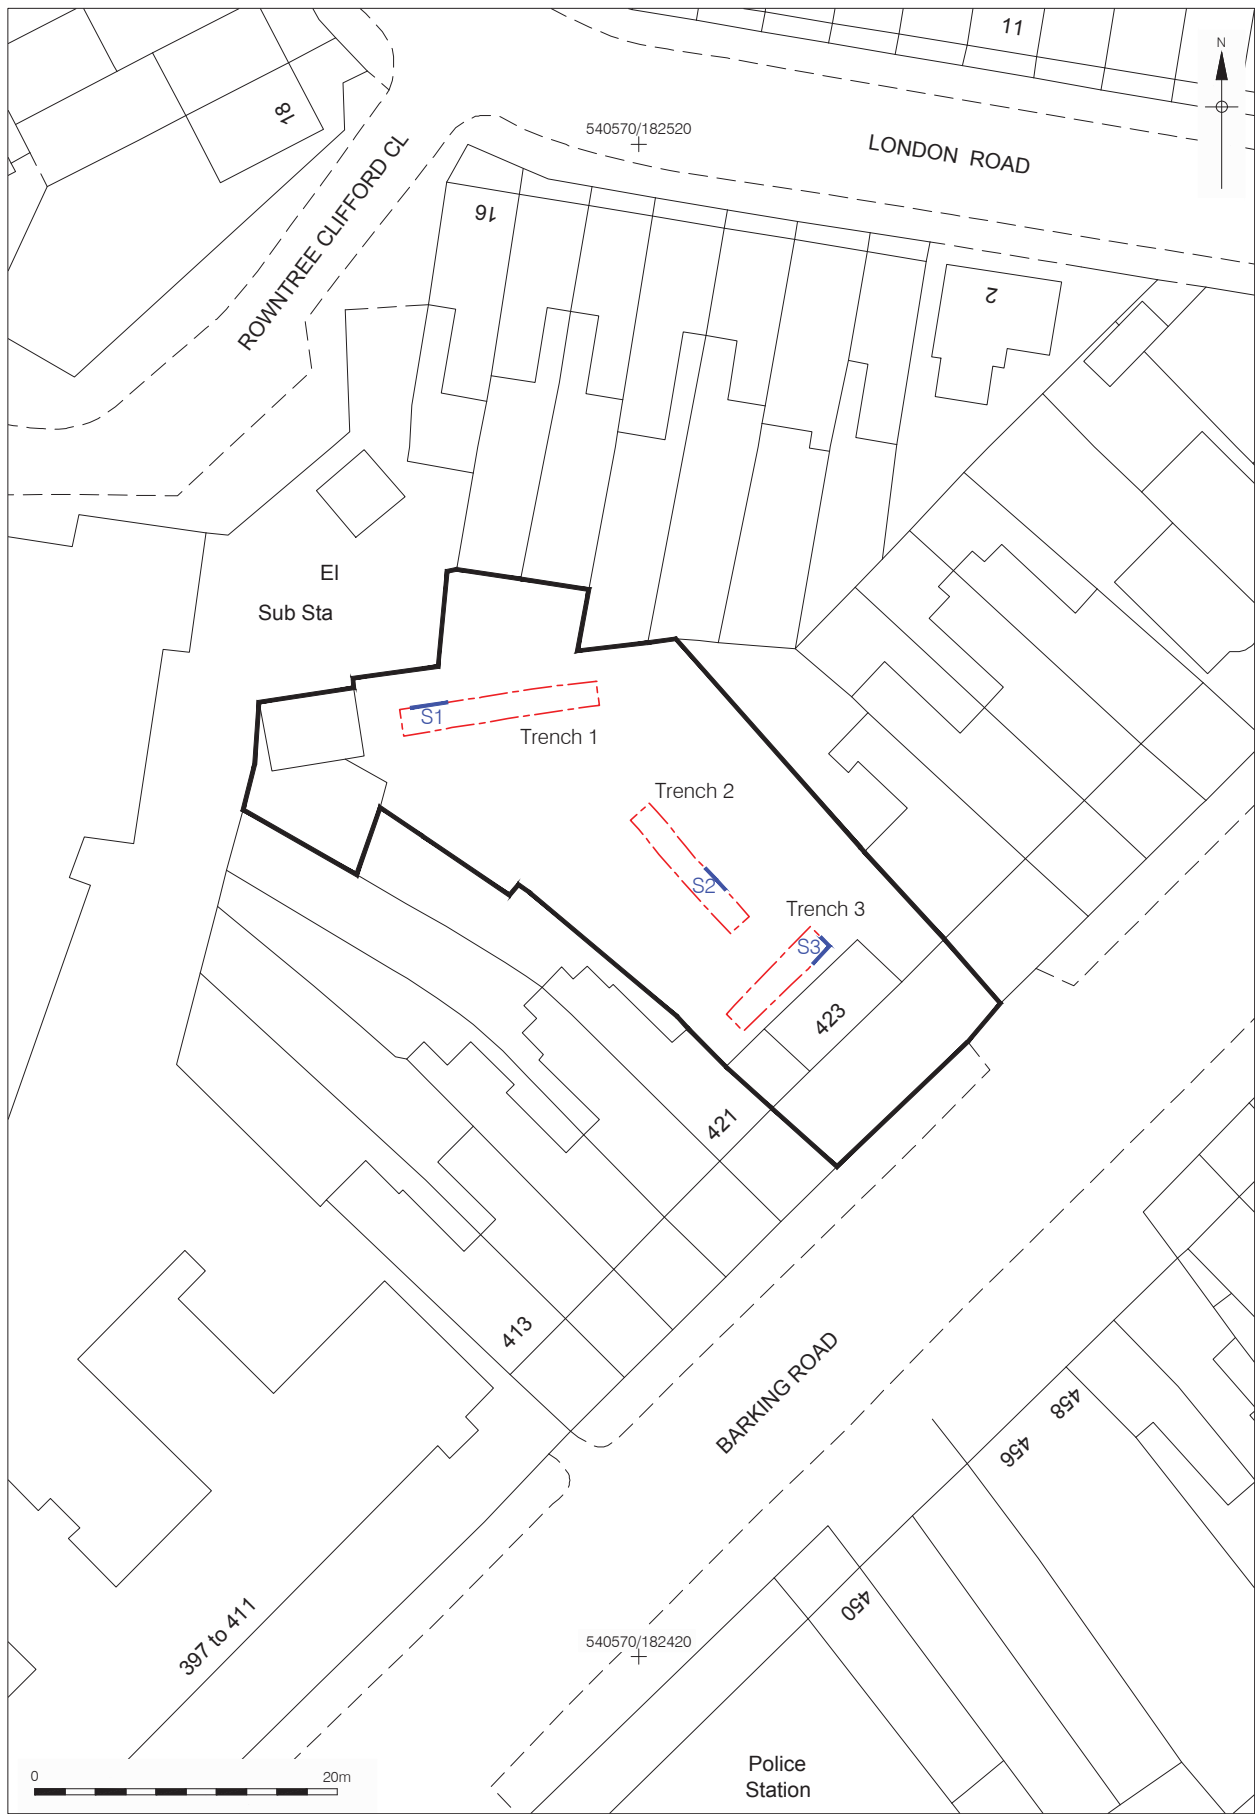 11
N
18
540570/182520
LONDON ROAD
ROWNTREE CLIFFORD CL
16
2
El
Sub Sta
S1
Trench 1
Trench 2
S2
Trench 3
S3
423
421
413
BARKING ROAD
458
456
450
397 to 411
540570/182420
Police
Station
0 20m